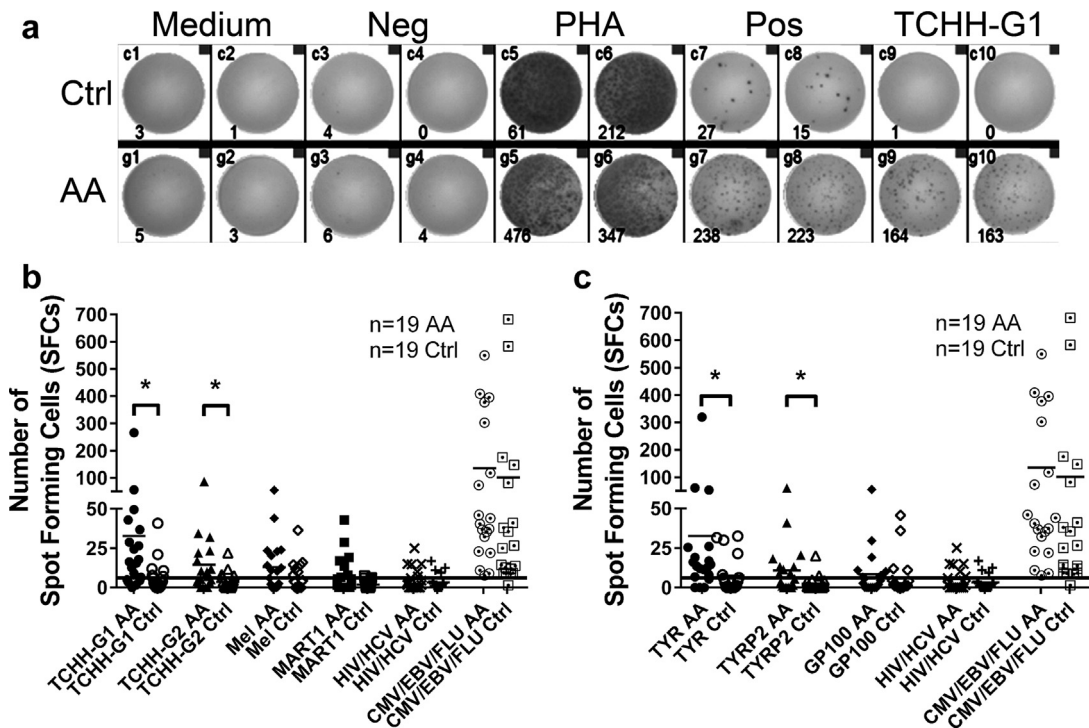 a
Medium Neg PHA Pos TCHH-G1
Ctrl
c1 c2 c3 c4 c5 c6 c7 c8 c9 c10
3 1 4 0 61 212 27 15 1 0
AA
g1 g2 g3 g4 g5 g6 g7 g8 g9 g10
5 3 6 4 476 347 238 223 164 163
b
Number of
Spot Forming Cells (SFCs)
700
600
500
400
300
200
100
50
25
0
n=19 AA
n=19 Ctrl
* *
TCHH-G1 AA
TCHH-G1 Ctrl
TCHH-G2 AA
TCHH-G2 Ctrl
Mel AA
Mel Ctrl
MART1 AA
MART1 Ctrl
HIV/HCV AA
HIV/HCV Ctrl
CMV/EBV/FLU AA
CMV/EBV/FLU Ctrl
c
Number of
Spot Forming Cells (SFCs)
700
600
500
400
300
200
100
50
25
0
n=19 AA
n=19 Ctrl
* *
TYR AA
TYR Ctrl
TYRP2 AA
TYRP2 Ctrl
GP100 AA
GP100 Ctrl
HIV/HCV AA
HIV/HCV Ctrl
CMV/EBV/FLU AA
CMV/EBV/FLU Ctrl